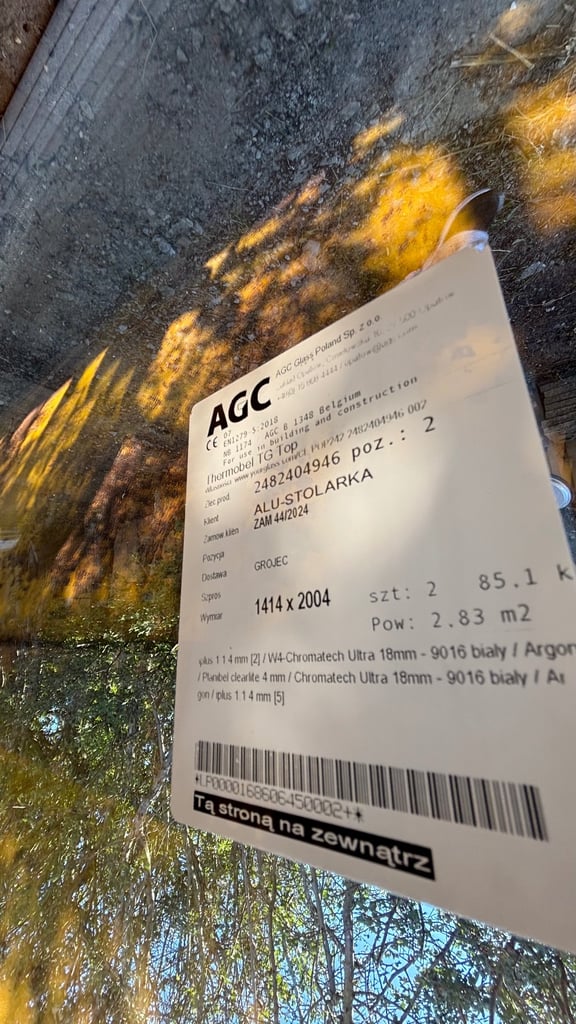 AGC
AGC Glass Poland Sp. z o.o.
CE 07
EN1279-5:2018
NB 1174 , AGC B 1348 Belgium
For use in building and construction
Thermobel TG Top
Zlec prod. 2482404946 poz.: 2
Klient ALU-STOLARKA
Zamow klien ZAM 44/2024
Pozycja
Dostawa GROJEC
Szpros
Wymiar 1414 x 2004 szt: 2 85.1 k
Pow: 2.83 m2
iplus 1.1 4 mm [2] / W4-Chromatech Ultra 18mm - 9016 bialy / Argon
/ Planibel clearlite 4 mm / Chromatech Ultra 18mm - 9016 bialy / Ar
gon / iplus 1.1 4 mm [5]
*LP0000168606450002+*
Tą stroną na zewnątrz